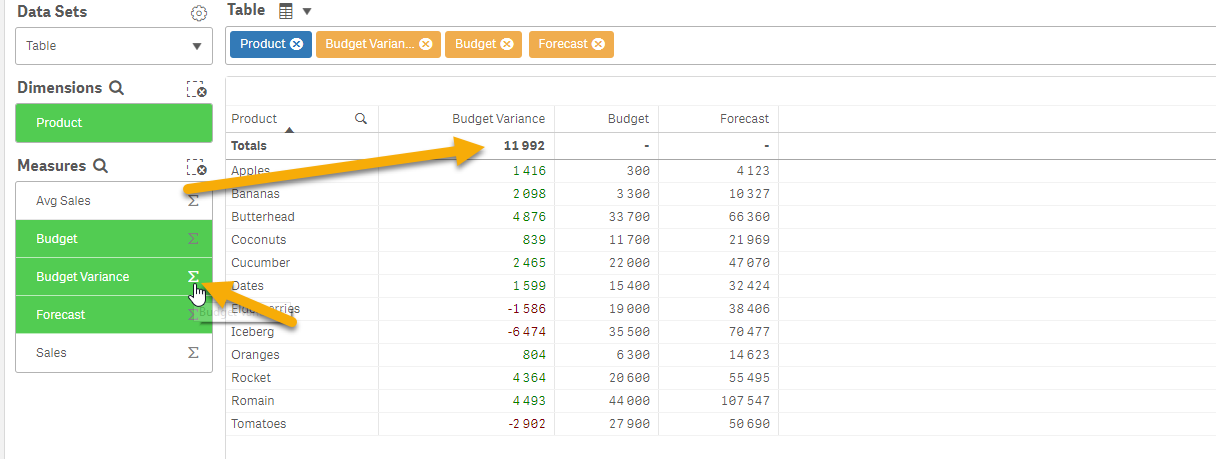 Data Sets
Table
Dimensions
Product
Measures
Avg Sales Σ
Budget Σ
Budget Variance Σ
Forecast Σ
Sales Σ
Table
Product Budget Varian... Budget Forecast
Product Budget Variance Budget Forecast
Totals 11 992 - -
Apples 1 416 300 4 123
Bananas 2 098 3 300 10 327
Butterhead 4 876 33 700 66 360
Coconuts 839 11 700 21 969
Cucumber 2 465 22 000 47 070
Dates 1 599 15 400 32 424
Elderberries -1 586 19 000 38 406
Iceberg -6 474 35 500 70 477
Oranges 804 6 300 14 623
Rocket 4 364 20 600 55 495
Romain 4 493 44 000 107 547
Tomatoes -2 902 27 900 50 690